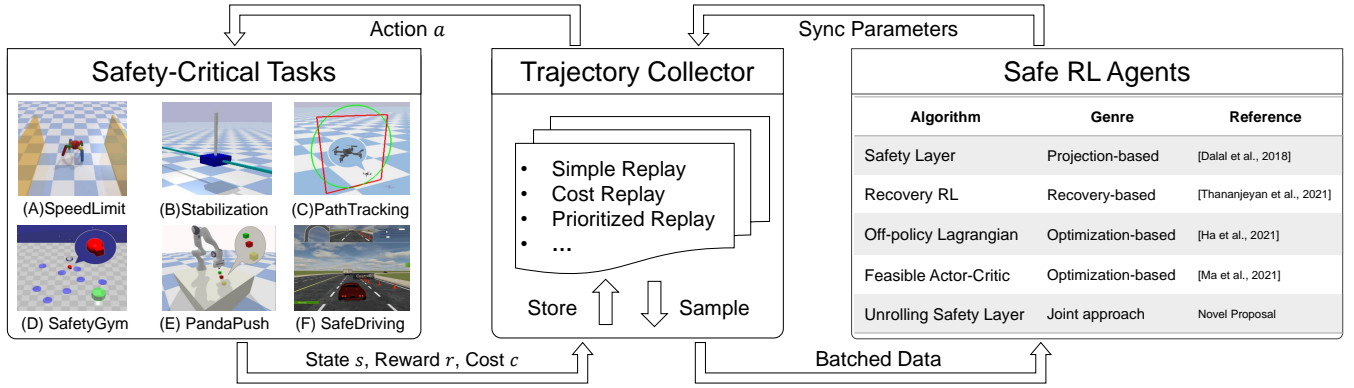 Action a
Sync Parameters
Safety-Critical Tasks
(A)SpeedLimit
(B)Stabilization
(C)PathTracking
(D) SafetyGym
(E) PandaPush
(F) SafeDriving
Trajectory Collector
• Simple Replay
• Cost Replay
• Prioritized Replay
• ...
Store
Sample
Safe RL Agents
Algorithm Genre Reference
Safety Layer Projection-based [Dalal et al., 2018]
Recovery RL Recovery-based [Thananjeyan et al., 2021]
Off-policy Lagrangian Optimization-based [Ha et al., 2021]
Feasible Actor-Critic Optimization-based [Ma et al., 2021]
Unrolling Safety Layer Joint approach Novel Proposal
State s, Reward r, Cost c
Batched Data